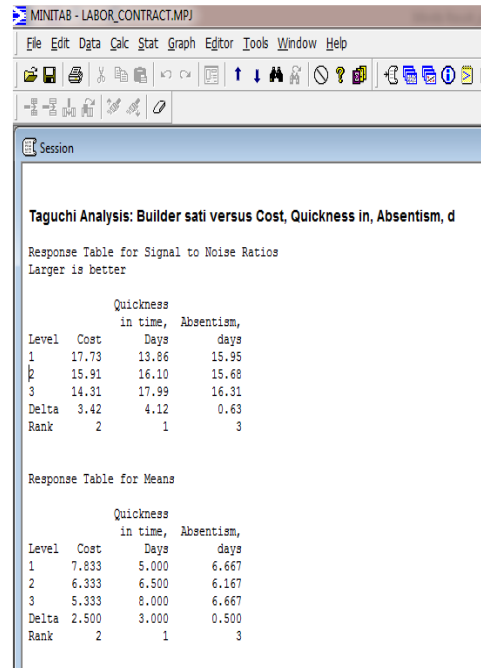 MINITAB - LABOR_CONTRACT.MPJ
File Edit Data Calc Stat Graph Editor Tools Window Help
Session
Taguchi Analysis: Builder sati versus Cost, Quickness in, Absentism, d
Response Table for Signal to Noise Ratios
Larger is better
Quickness
in time, Absentism,
Level Cost Days days
1 17.73 13.86 15.95
2 15.91 16.10 15.68
3 14.31 17.99 16.31
Delta 3.42 4.12 0.63
Rank 2 1 3
Response Table for Means
Quickness
in time, Absentism,
Level Cost Days days
1 7.833 5.000 6.667
2 6.333 6.500 6.167
3 5.333 8.000 6.667
Delta 2.500 3.000 0.500
Rank 2 1 3